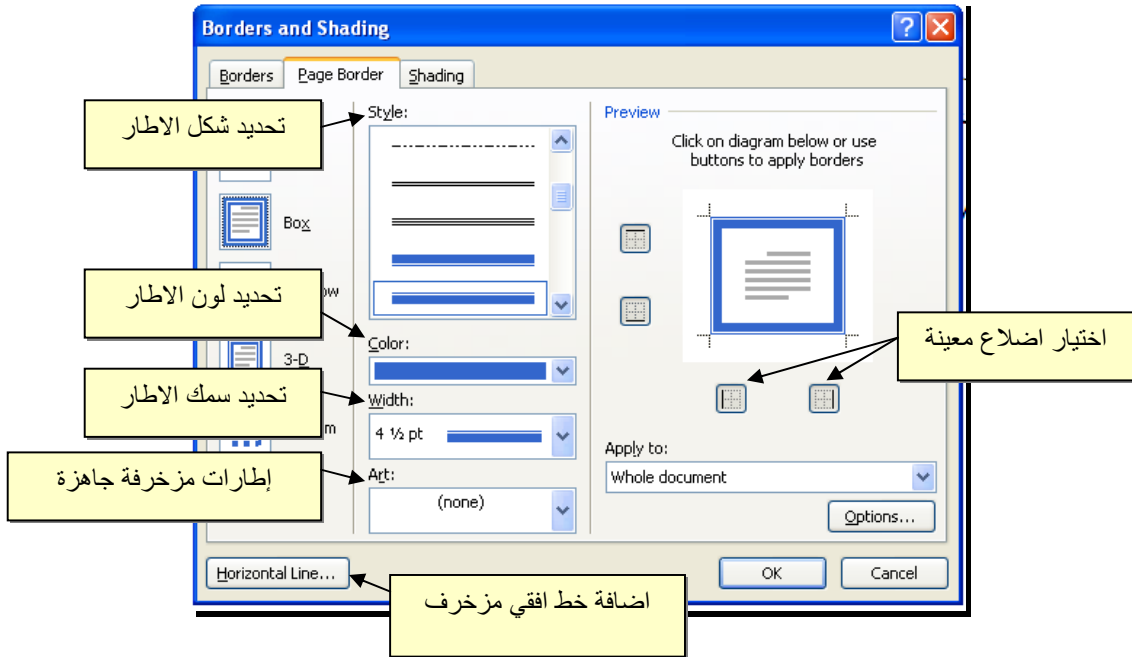 Borders and Shading
Borders
Page Border
Shading
تحديد شكل الاطار
Style:
Preview
Click on diagram below or use
buttons to apply borders
Box
تحديد لون الاطار
ow
Color:
3-D
اختيار اضلاع معينة
تحديد سمك الاطار
Width:
m
4 ½ pt
Apply to:
Whole document
إطارات مزخرفة جاهزة
Art:
(none)
Options...
Horizontal Line...
OK
Cancel
اضافة خط افقي مزخرف